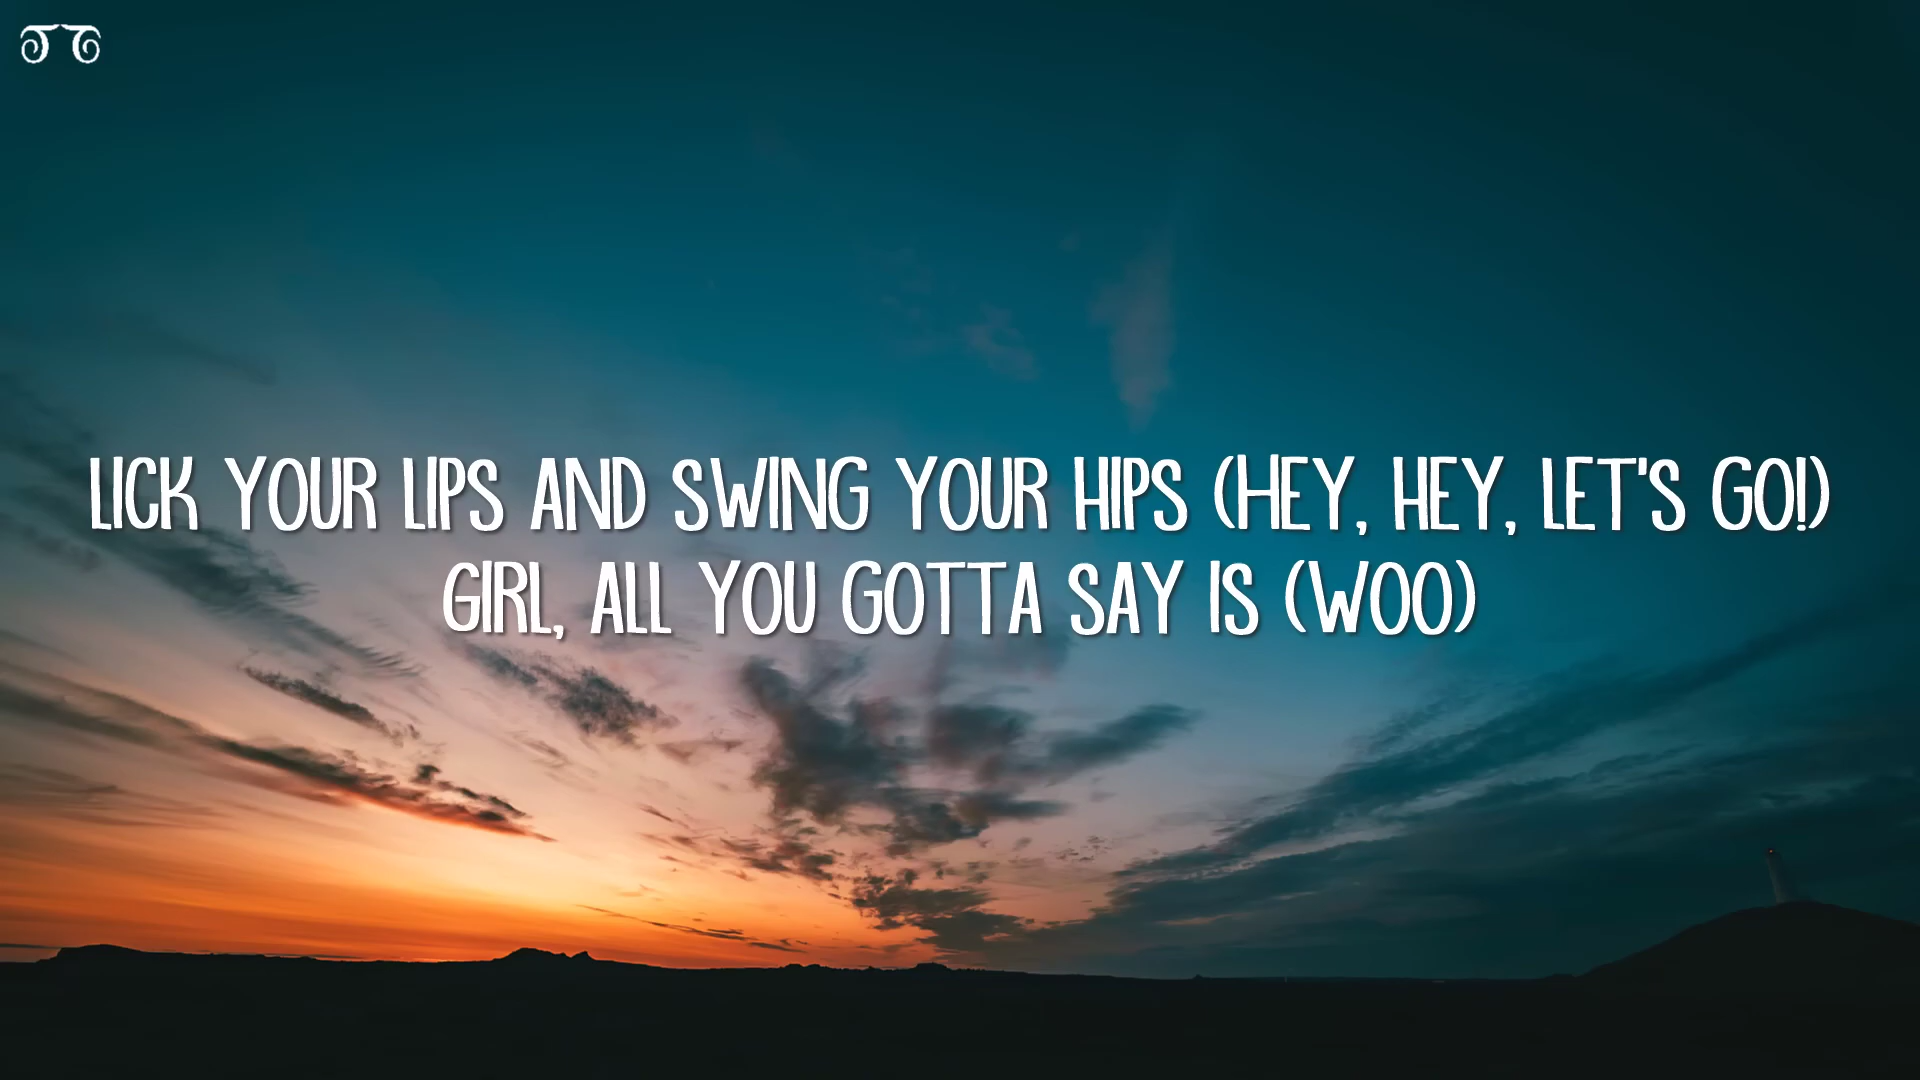 LICK YOUR LIPS AND SWING YOUR HIPS (HEY, HEY, LET'S GO!)
GIRL, ALL YOU GOTTA SAY IS (WOO)